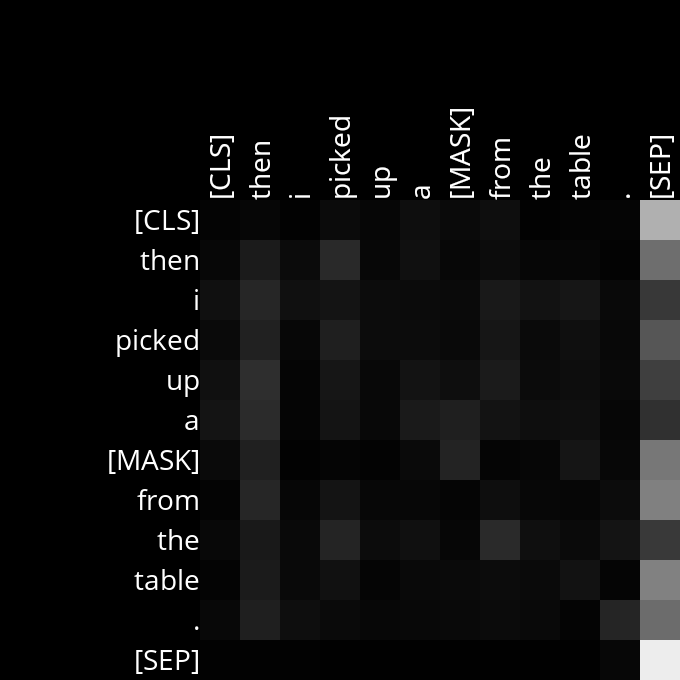 [CLS] then i picked up a [MASK] from the table . [SEP]
[CLS]
then
i
picked
up
a
[MASK]
from
the
table
.
[SEP]